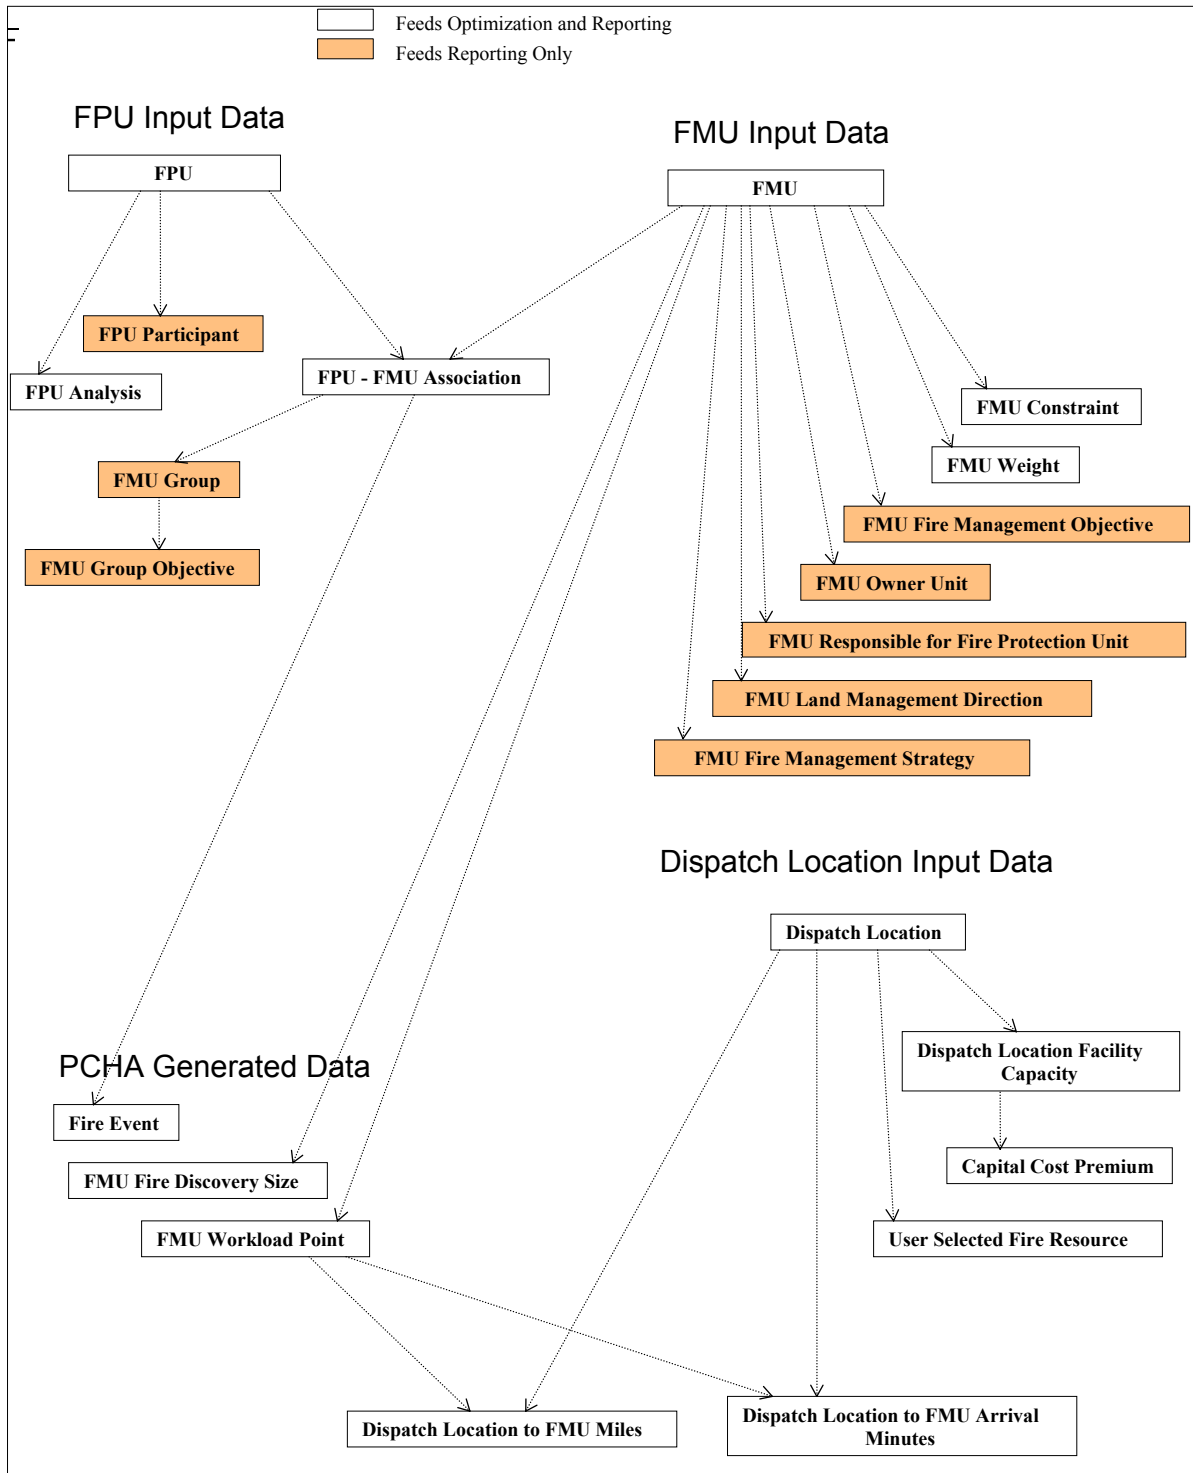 Feeds Optimization and Reporting
Feeds Reporting Only
FPU Input Data
FMU Input Data
FPU
FMU
FPU Participant
FPU Analysis
FPU - FMU Association
FMU Constraint
FMU Weight
FMU Group
FMU Fire Management Objective
FMU Group Objective
FMU Owner Unit
FMU Responsible for Fire Protection Unit
FMU Land Management Direction
FMU Fire Management Strategy
Dispatch Location Input Data
Dispatch Location
Dispatch Location Facility
Capacity
PCHA Generated Data
Fire Event
Capital Cost Premium
FMU Fire Discovery Size
FMU Workload Point
User Selected Fire Resource
Dispatch Location to FMU Miles
Dispatch Location to FMU Arrival
Minutes